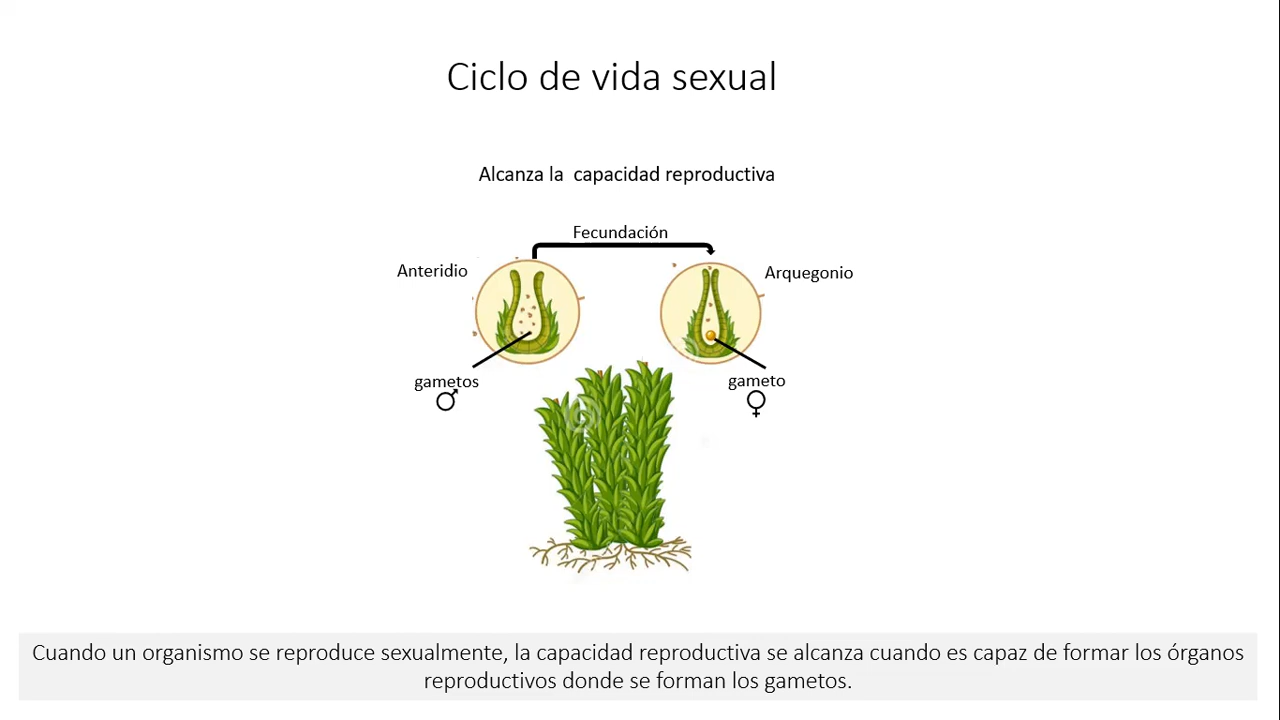 Ciclo de vida sexual
Alcanza la  capacidad reproductiva
Fecundación
Anteridio
Arquegonio
gametos
gameto
♂
♀
Cuando un organismo se reproduce sexualmente, la capacidad reproductiva se alcanza cuando es capaz de formar los órganos
reproductivos donde se forman los gametos.